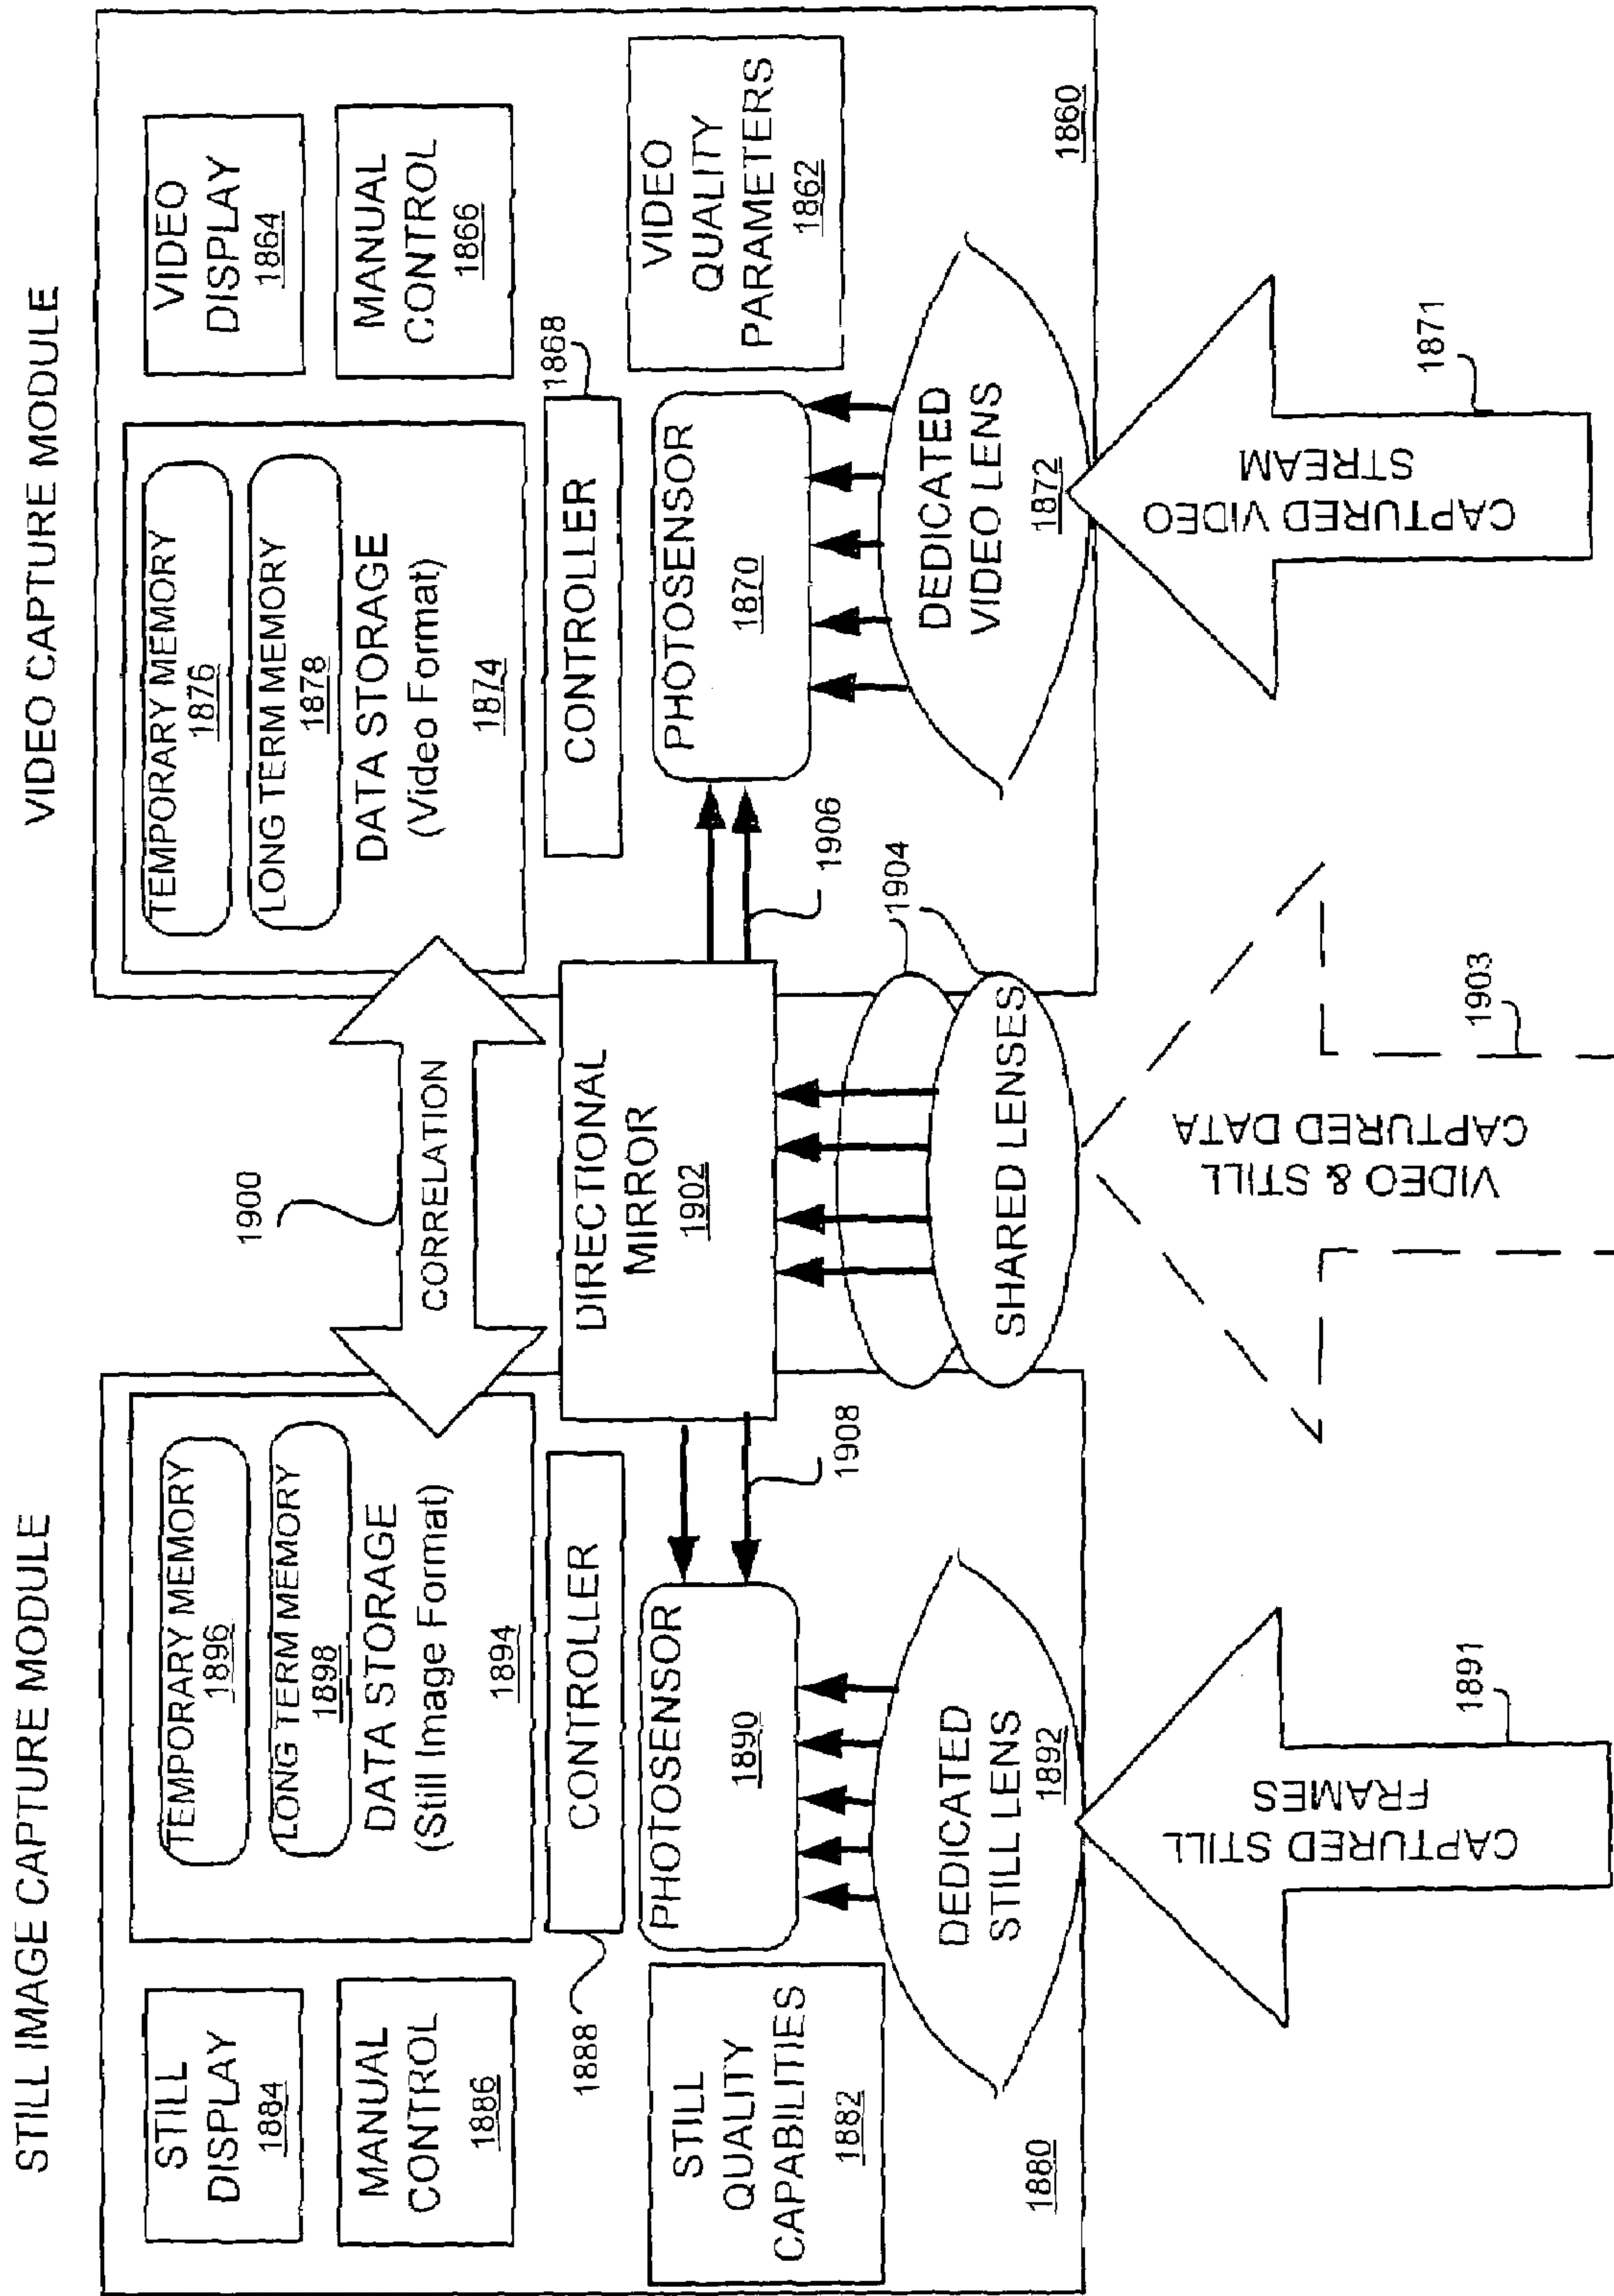 STILL IMAGE CAPTURE MODULE
STILL
DISPLAY
1884
MANUAL
CONTROL
1886
TEMPORARY MEMORY
1896
LONG TERM MEMORY
1898
DATA STORAGE
(Still Image Format)
1894
1888
CONTROLLER
STILL
QUALITY
CAPABILITIES
1882
PHOTOSENSOR
1890
DEDICATED
STILL LENS
1892
1880
CAPTURED STILL
FRAMES
1891
1900
CORRELATION
DIRECTIONAL
MIRROR
1902
1908
1906
1904
SHARED LENSES
VIDEO & STILL
CAPTURED DATA
1903
VIDEO CAPTURE MODULE
TEMPORARY MEMORY
1876
LONG TERM MEMORY
1878
DATA STORAGE
(Video Format)
1874
VIDEO
DISPLAY
1864
MANUAL
CONTROL
1866
CONTROLLER
1868
PHOTOSENSOR
1870
VIDEO
QUALITY
PARAMETERS
1862
DEDICATED
VIDEO LENS
1872
1860
CAPTURED VIDEO
STREAM
1871